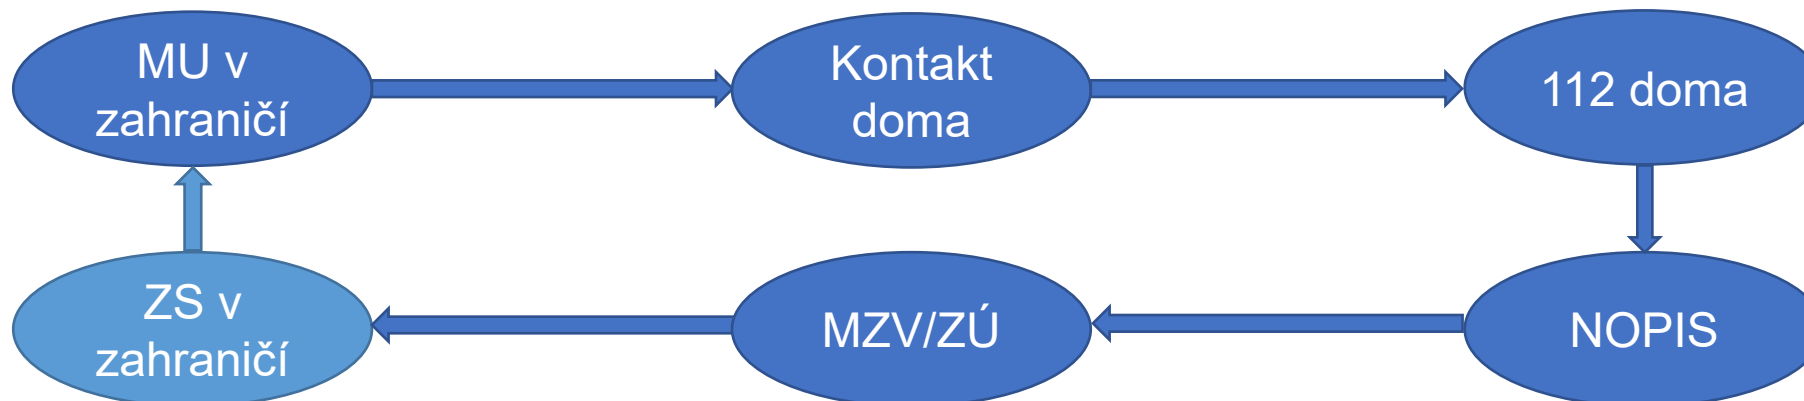 MU v
zahraničí
Kontakt
doma
112 doma
ZS v
zahraničí
MZV/ZÚ
NOPIS